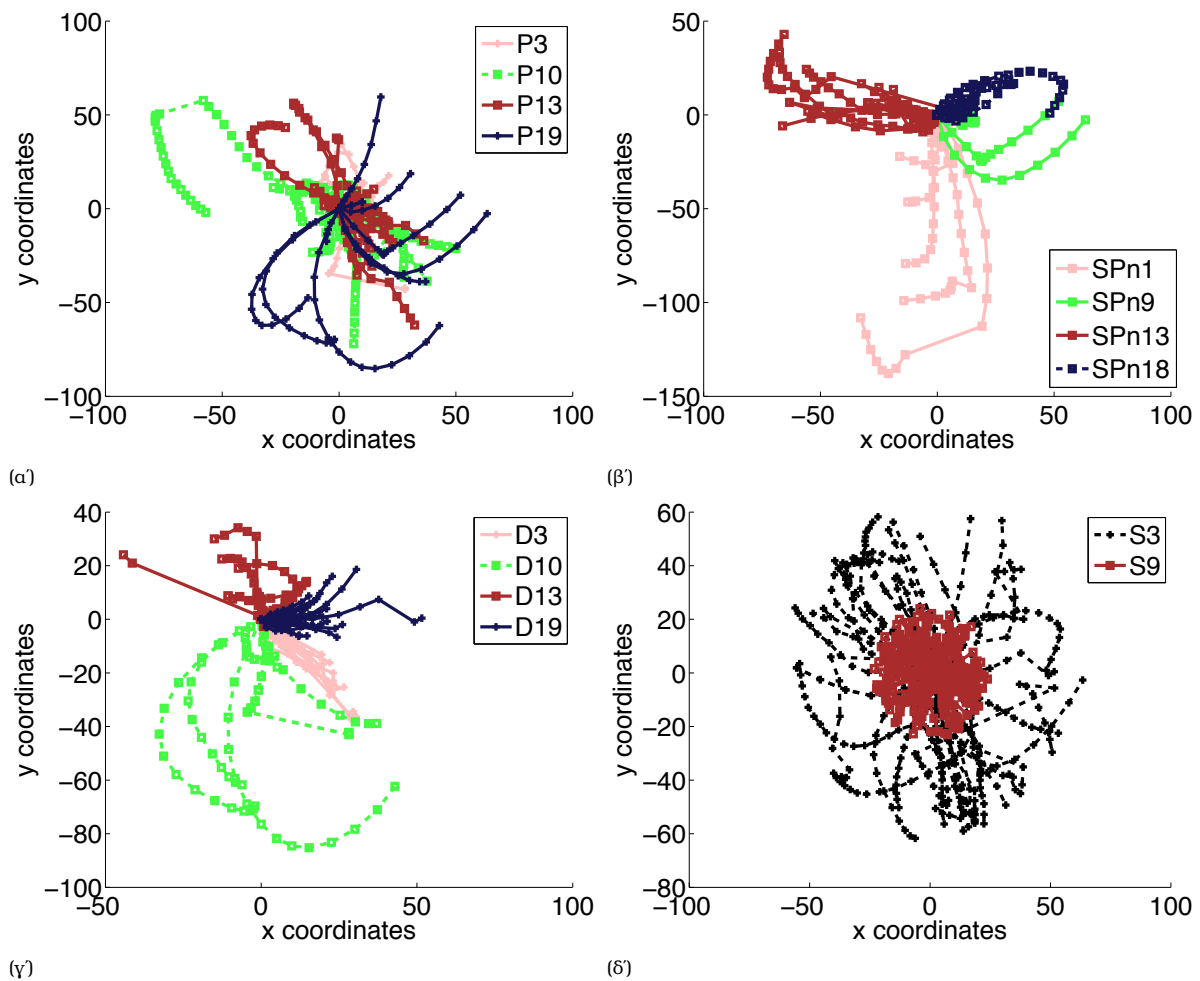 100
50
0
−50
−100
−100
−50
0
50
100
x coordinates
y coordinates
P3
P10
P13
P19
(α′)
50
0
−50
−100
−150
−100
−50
0
50
100
x coordinates
y coordinates
SPn1
SPn9
SPn13
SPn18
(β′)
40
20
0
−20
−40
−60
−80
−100
−50
0
50
100
x coordinates
y coordinates
D3
D10
D13
D19
(γ′)
60
40
20
0
−20
−40
−60
−80
−100
−50
0
50
100
x coordinates
y coordinates
S3
S9
(δ′)